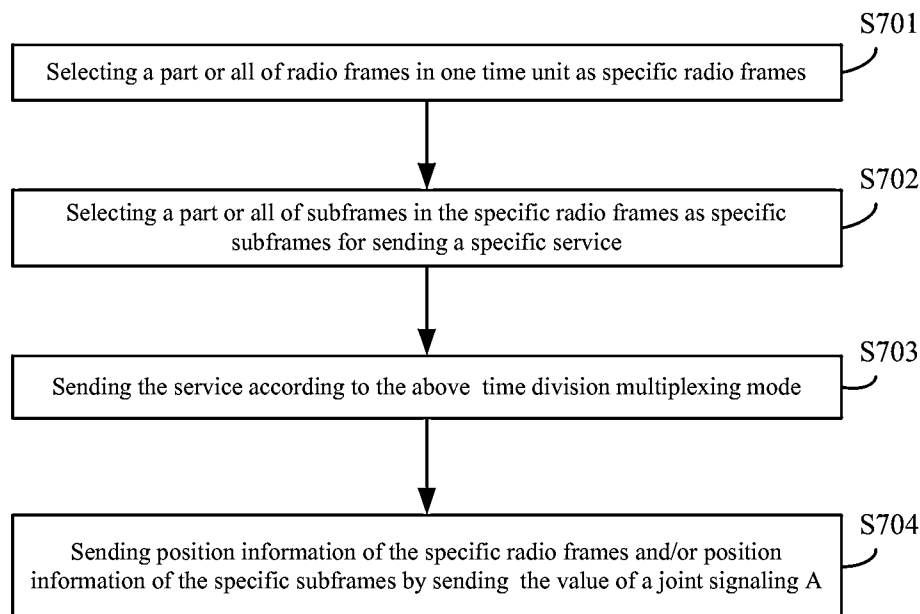 S701
Selecting a part or all of radio frames in one time unit as specific radio frames
S702
Selecting a part or all of subframes in the specific radio frames as specific
subframes for sending a specific service
S703
Sending the service according to the above time division multiplexing mode
S704
Sending position information of the specific radio frames and/or position
information of the specific subframes by sending the value of a joint signaling A